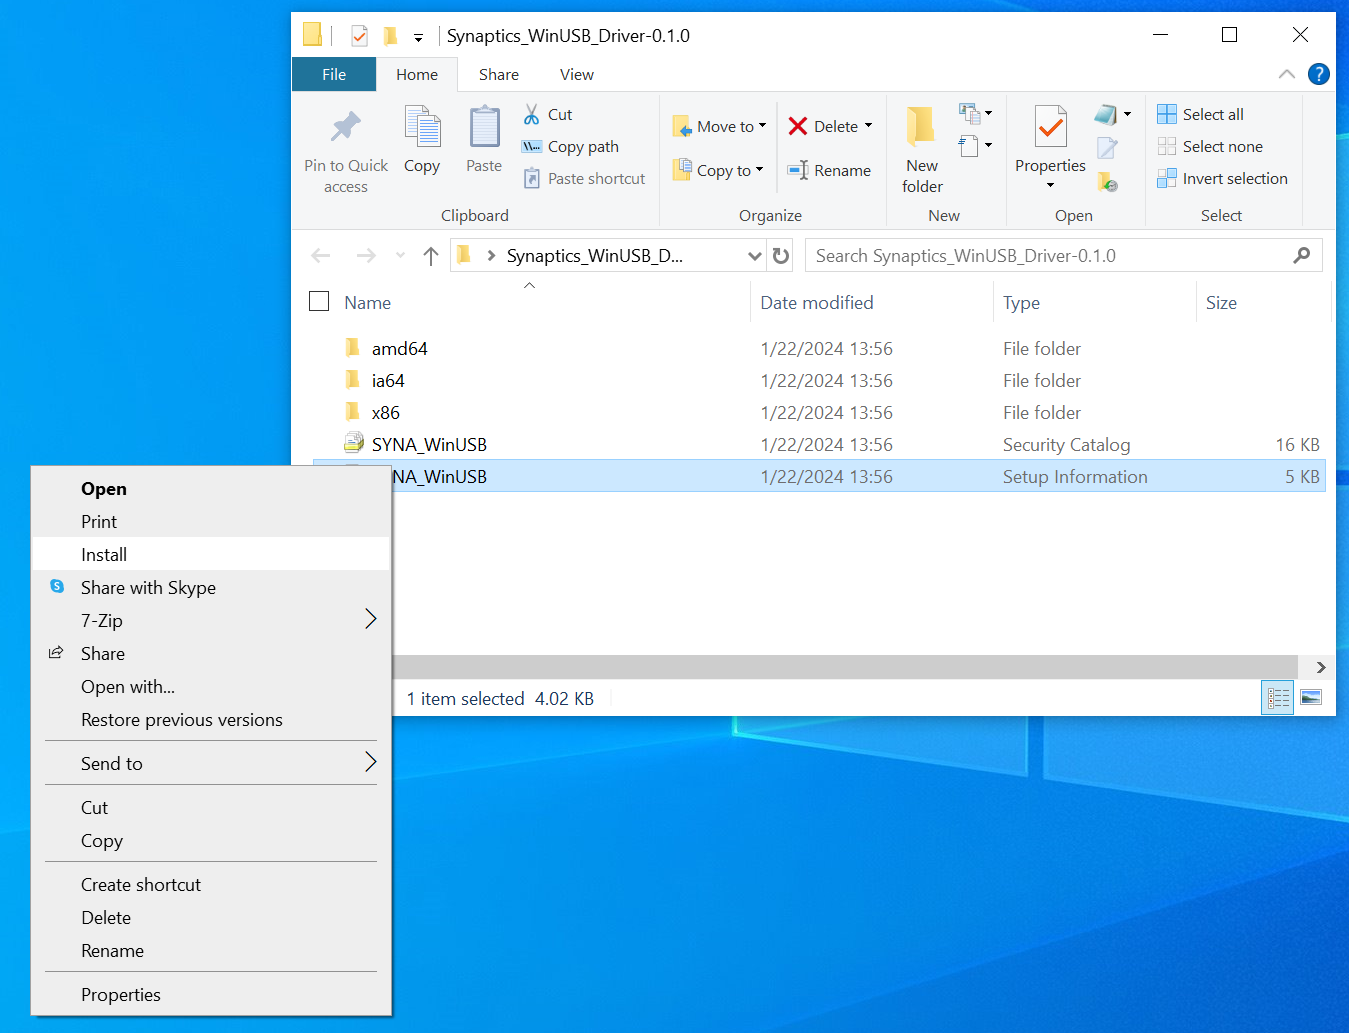 Synaptics_WinUSB_Driver-0.1.0
File Home Share View
?
Pin to Quick access
Copy
Paste
Cut
Copy path
Paste shortcut
Clipboard
Move to
Copy to
Delete
Rename
Organize
New folder
New
Properties
Open
Select all
Select none
Invert selection
Select
Synaptics_WinUSB_D...
Search Synaptics_WinUSB_Driver-0.1.0
Name Date modified Type Size
amd64 1/22/2024 13:56 File folder
ia64 1/22/2024 13:56 File folder
x86 1/22/2024 13:56 File folder
SYNA_WinUSB 1/22/2024 13:56 Security Catalog 16 KB
NA_WinUSB 1/22/2024 13:56 Setup Information 5 KB
1 item selected 4.02 KB
Open
Print
Install
Share with Skype
7-Zip
Share
Open with...
Restore previous versions
Send to
Cut
Copy
Create shortcut
Delete
Rename
Properties